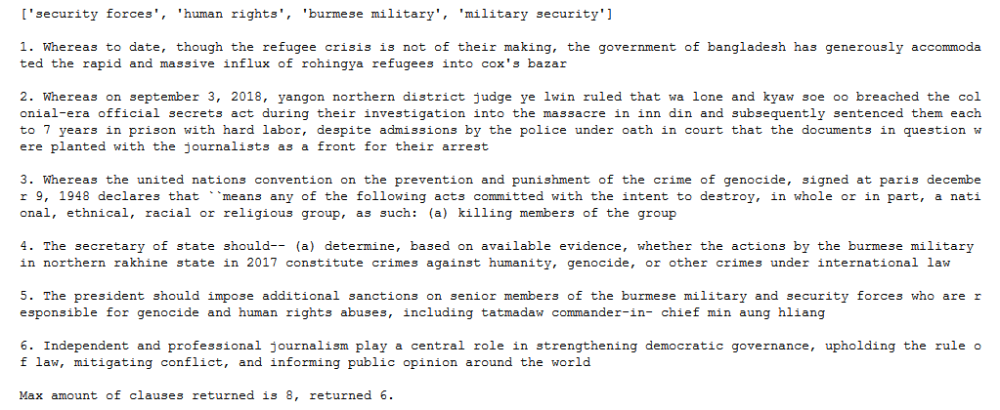 ['security forces', 'human rights', 'burmese military', 'military security']
1. Whereas to date, though the refugee crisis is not of their making, the government of bangladesh has generously accommoda
ted the rapid and massive influx of rohingya refugees into cox's bazar
2. Whereas on september 3, 2018, yangon northern district judge ye lwin ruled that wa lone and kyaw soe oo breached the col
onial-era official secrets act during their investigation into the massacre in inn din and subsequently sentenced them each
to 7 years in prison with hard labor, despite admissions by the police under oath in court that the documents in question w
ere planted with the journalists as a front for their arrest
3. Whereas the united nations convention on the prevention and punishment of the crime of genocide, signed at paris decembe
r 9, 1948 declares that ``means any of the following acts committed with the intent to destroy, in whole or in part, a nati
onal, ethnical, racial or religious group, as such: (a) killing members of the group
4. The secretary of state should-- (a) determine, based on available evidence, whether the actions by the burmese military
in northern rakhine state in 2017 constitute crimes against humanity, genocide, or other crimes under international law
5. The president should impose additional sanctions on senior members of the burmese military and security forces who are r
esponsible for genocide and human rights abuses, including tatmadaw commander-in- chief min aung hliang
6. Independent and professional journalism play a central role in strengthening democratic governance, upholding the rule o
f law, mitigating conflict, and informing public opinion around the world
Max amount of clauses returned is 8, returned 6.